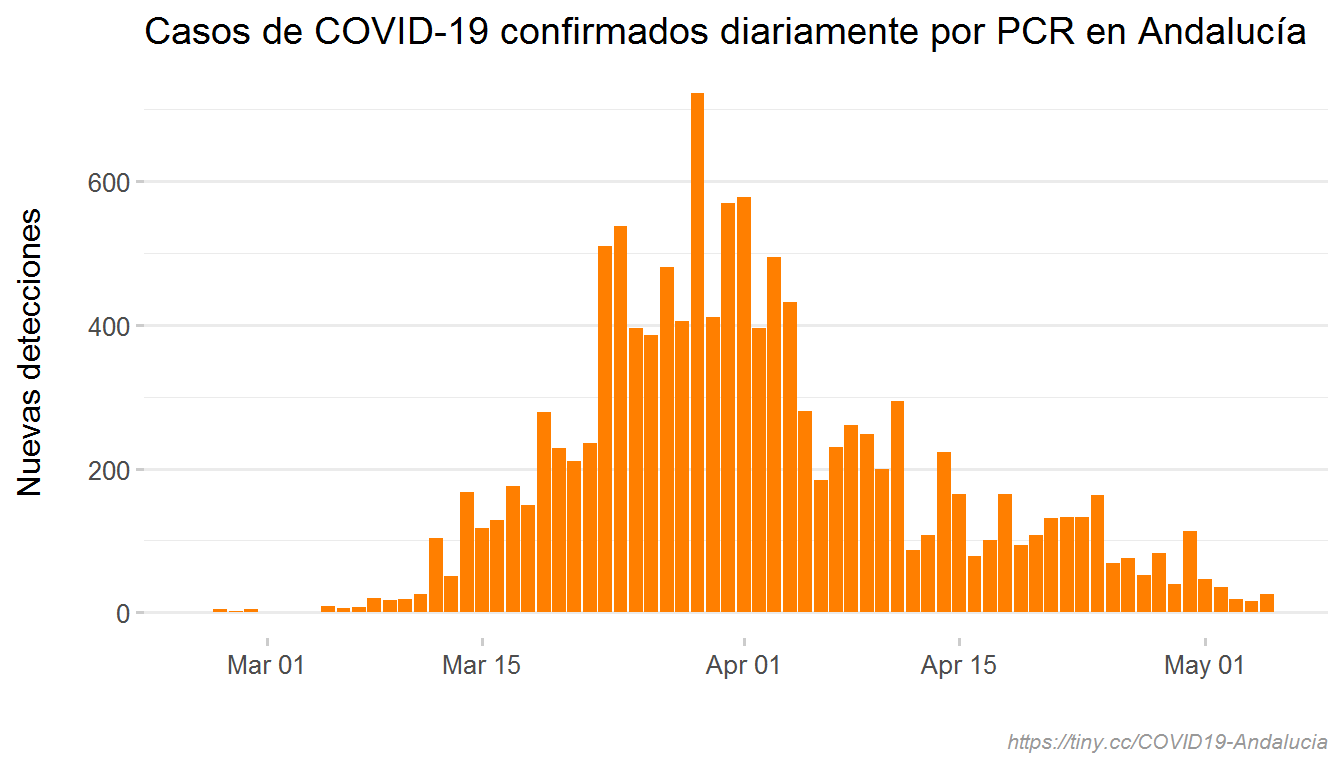 Casos de COVID-19 confirmados diariamente por PCR en Andalucía
Nuevas detecciones
600
400
200
0
Mar 01 Mar 15 Apr 01 Apr 15 May 01
https://tiny.cc/COVID19-Andalucia